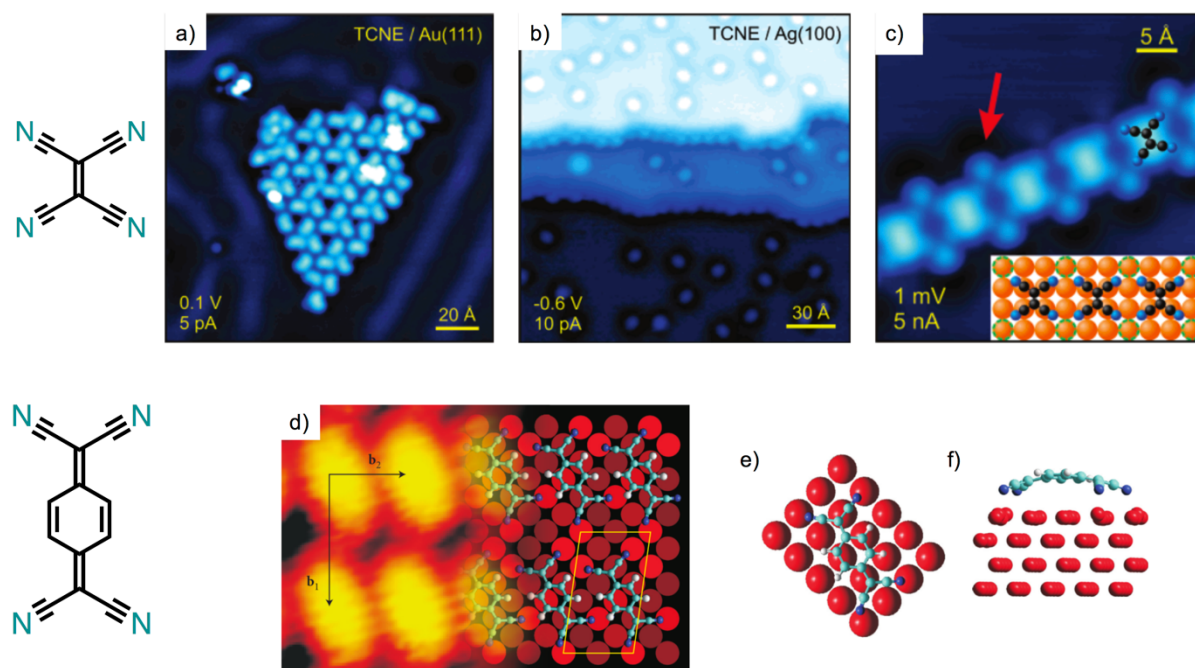 a)
TCNE / Au(111)
0.1 V
5 pA
20 Å
b)
TCNE / Ag(100)
-0.6 V
10 pA
30 Å
c)
5 Å
1 mV
5 nA
N
N
N
N
d)
b₂
b₁
e)
f)
N
N
N
N